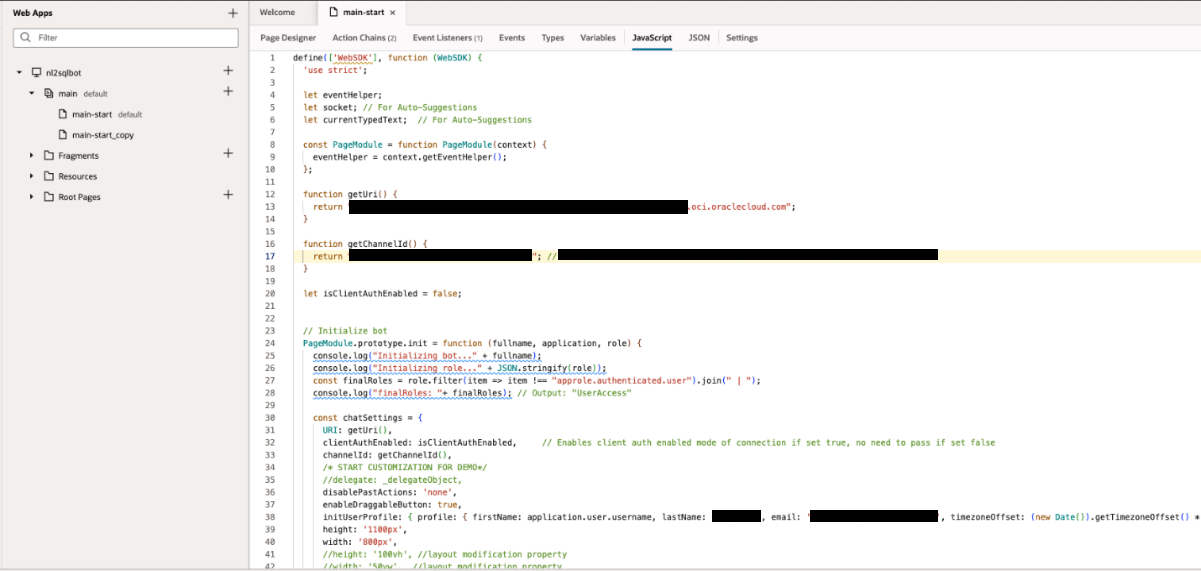 Web Apps
Filter
nl2sqlbot
main default
main-start default
main-start_copy
Fragments
Resources
Root Pages
Welcome
main-start ×
Page Designer Action Chains (2) Event Listeners (1) Events Types Variables JavaScript JSON Settings
1 define(['WebSDK'], function (WebSDK) {
2 'use strict';
3
4 let eventHelper;
5 let socket; // For Auto-Suggestions
6 let currentTypedText; // For Auto-Suggestions
7
8 const PageModule = function PageModule(context) {
9 eventHelper = context.getEventHelper();
10 };
11
12 function getUri() {
13 return .oci.oraclecloud.com";
14 }
15
16 function getChannelId() {
17 return "; //
18 }
19
20 let isClientAuthEnabled = false;
21
22
23 // Initialize bot
24 PageModule.prototype.init = function (fullname, application, role) {
25 console.log("Initializing bot..." + fullname);
26 console.log("Initializing role..." + JSON.stringify(role));
27 const finalRoles = role.filter(item => item !== "approle.authenticated.user").join(" | ");
28 console.log("finalRoles: "+ finalRoles); // Output: "UserAccess"
29
30 const chatSettings = {
31 URI: getUri(),
32 clientAuthEnabled: isClientAuthEnabled, // Enables client auth enabled mode of connection if set true, no need to pass if set false
33 channelId: getChannelId(),
34 /* START CUSTOMIZATION FOR DEMO*/
35 //delegate: _delegateObject,
36 disablePastActions: 'none',
37 enableDraggableButton: true,
38 initUserProfile: { profile: { firstName: application.user.username, lastName: , email: ' ', timezoneOffset: (new Date()).getTimezoneOffset() *
39 height: '1100px',
40 width: '800px',
41 //height: '100vh', //layout modification property
42 //width: '50vw', //layout modification property